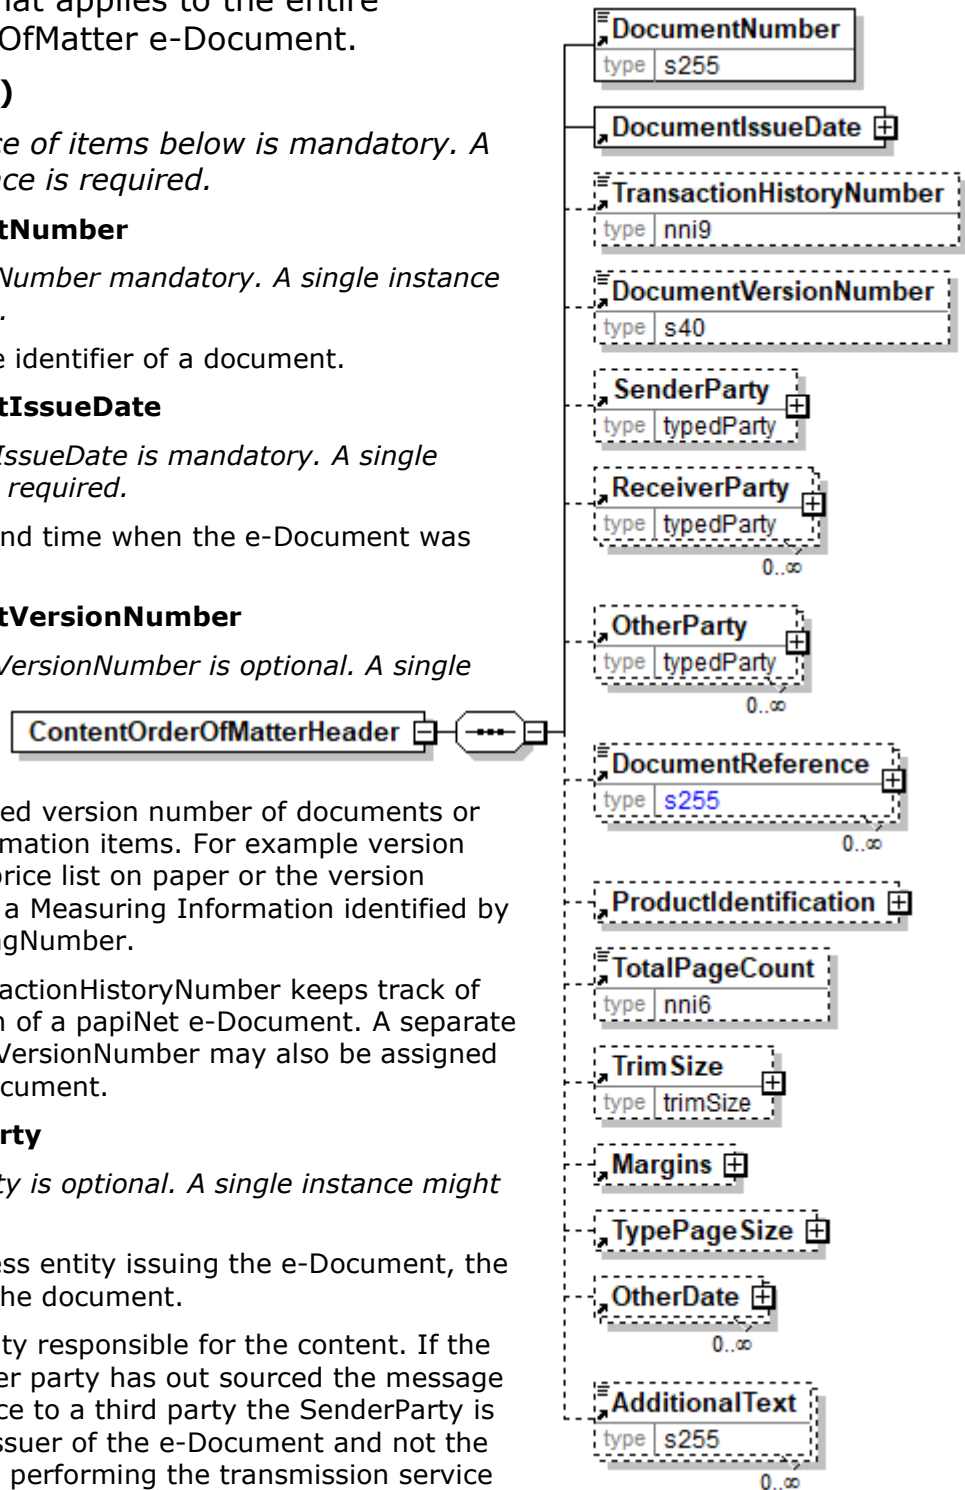 hat applies to the entire
OfMatter e-Document.
)
ce of items below is mandatory. A
nce is required.
tNumber
Number mandatory. A single instance
.
e identifier of a document.
tIssueDate
IssueDate is mandatory. A single
required.
nd time when the e-Document was
tVersionNumber
VersionNumber is optional. A single
ContentOrderOfMatterHeader
ed version number of documents or
rmation items. For example version
price list on paper or the version
a Measuring Information identified by
ngNumber.
sactionHistoryNumber keeps track of
n of a papiNet e-Document. A separate
VersionNumber may also be assigned
ocument.
arty
ty is optional. A single instance might
ess entity issuing the e-Document, the
he document.
ity responsible for the content. If the
er party has out sourced the message
ice to a third party the SenderParty is
ssuer of the e-Document and not the
performing the transmission service
DocumentNumber
type s255
DocumentIssueDate
TransactionHistoryNumber
type nni9
DocumentVersionNumber
type s40
SenderParty
type typedParty
ReceiverParty
type typedParty
0..∞
OtherParty
type typedParty
0..∞
DocumentReference
type s255
0..∞
ProductIdentification
TotalPageCount
type nni6
TrimSize
type trimSize
Margins
TypePageSize
OtherDate
0..∞
AdditionalText
type s255
0..∞